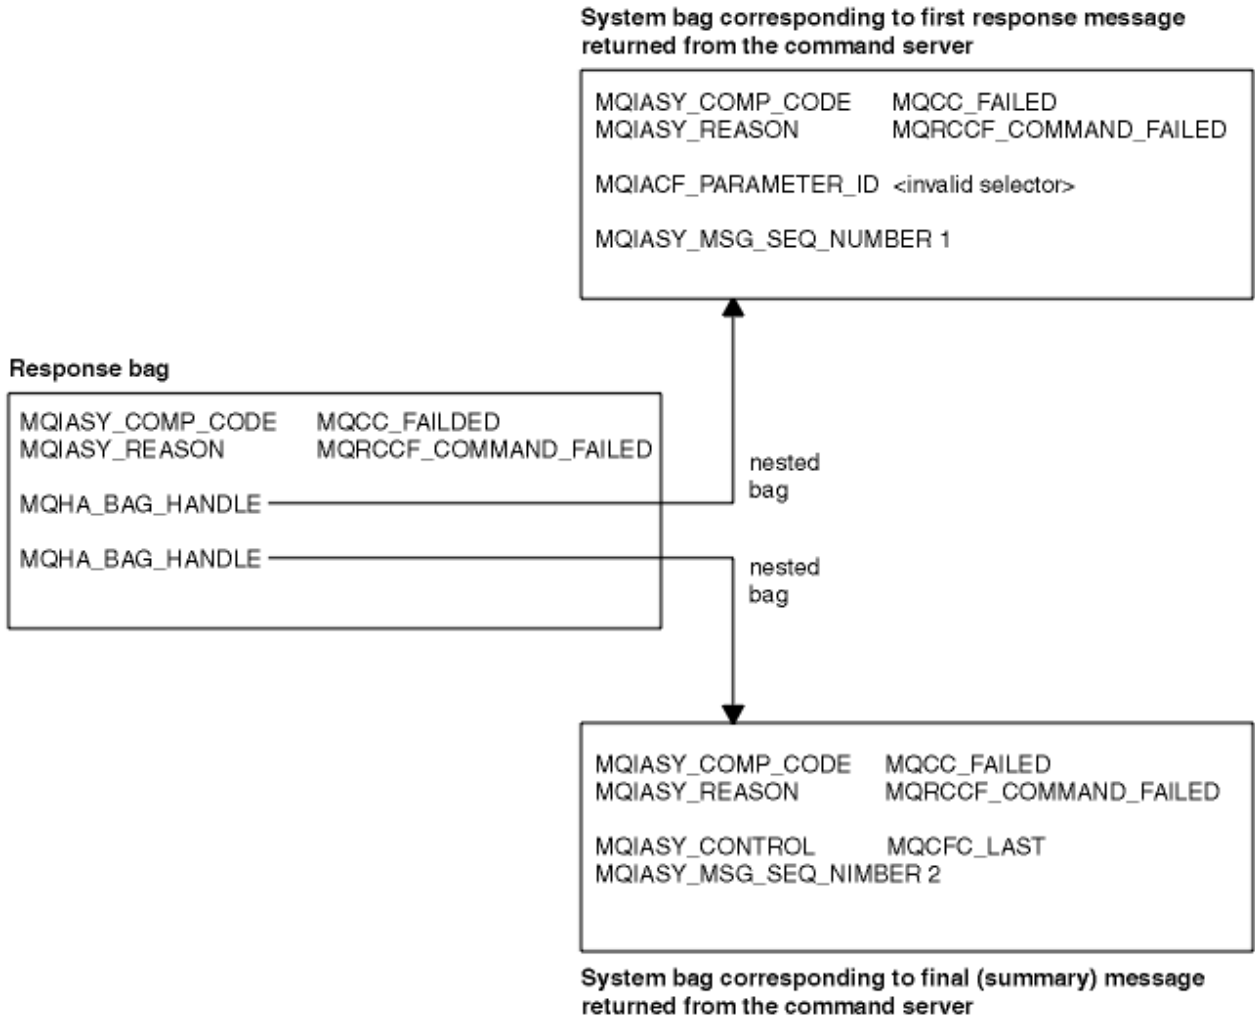 System bag corresponding to first response message
returned from the command server
MQIASY_COMP_CODE MQCC_FAILED
MQIASY_REASON MQRCCF_COMMAND_FAILED
MQIACF_PARAMETER_ID <invalid selector>
MQIASY_MSG_SEQ_NUMBER 1
Response bag
MQIASY_COMP_CODE MQCC_FAILDED
MQIASY_REASON MQRCCF_COMMAND_FAILED
MQHA_BAG_HANDLE
nested
bag
MQHA_BAG_HANDLE
nested
bag
MQIASY_COMP_CODE MQCC_FAILED
MQIASY_REASON MQRCCF_COMMAND_FAILED
MQIASY_CONTROL MQCFC_LAST
MQIASY_MSG_SEQ_NIMBER 2
System bag corresponding to final (summary) message
returned from the command server